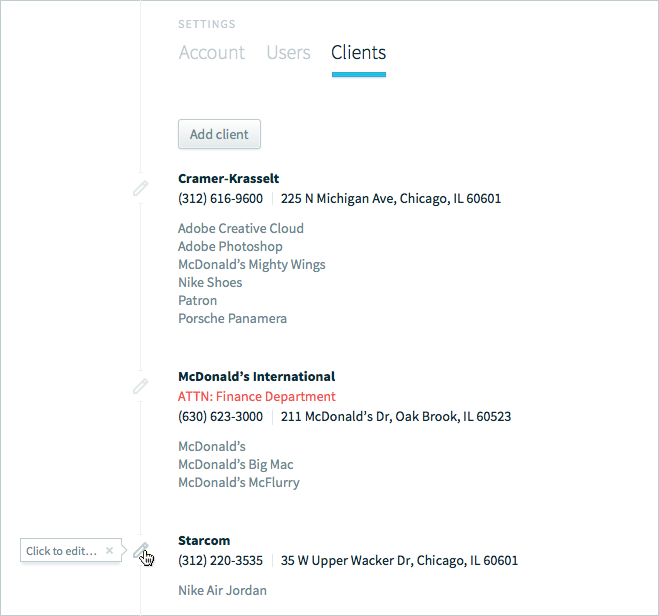 SETTINGS
Account Users Clients
Add client
Cramer-Krasselt
(312) 616-9600 225 N Michigan Ave, Chicago, IL 60601
Adobe Creative Cloud
Adobe Photoshop
McDonald’s Mighty Wings
Nike Shoes
Patron
Porsche Panamera
McDonald’s International
ATTN: Finance Department
(630) 623-3000 211 McDonald’s Dr, Oak Brook, IL 60523
McDonald’s
McDonald’s Big Mac
McDonald’s McFlurry
Starcom
Click to edit… ×
(312) 220-3535 35 W Upper Wacker Dr, Chicago, IL 60601
Nike Air Jordan